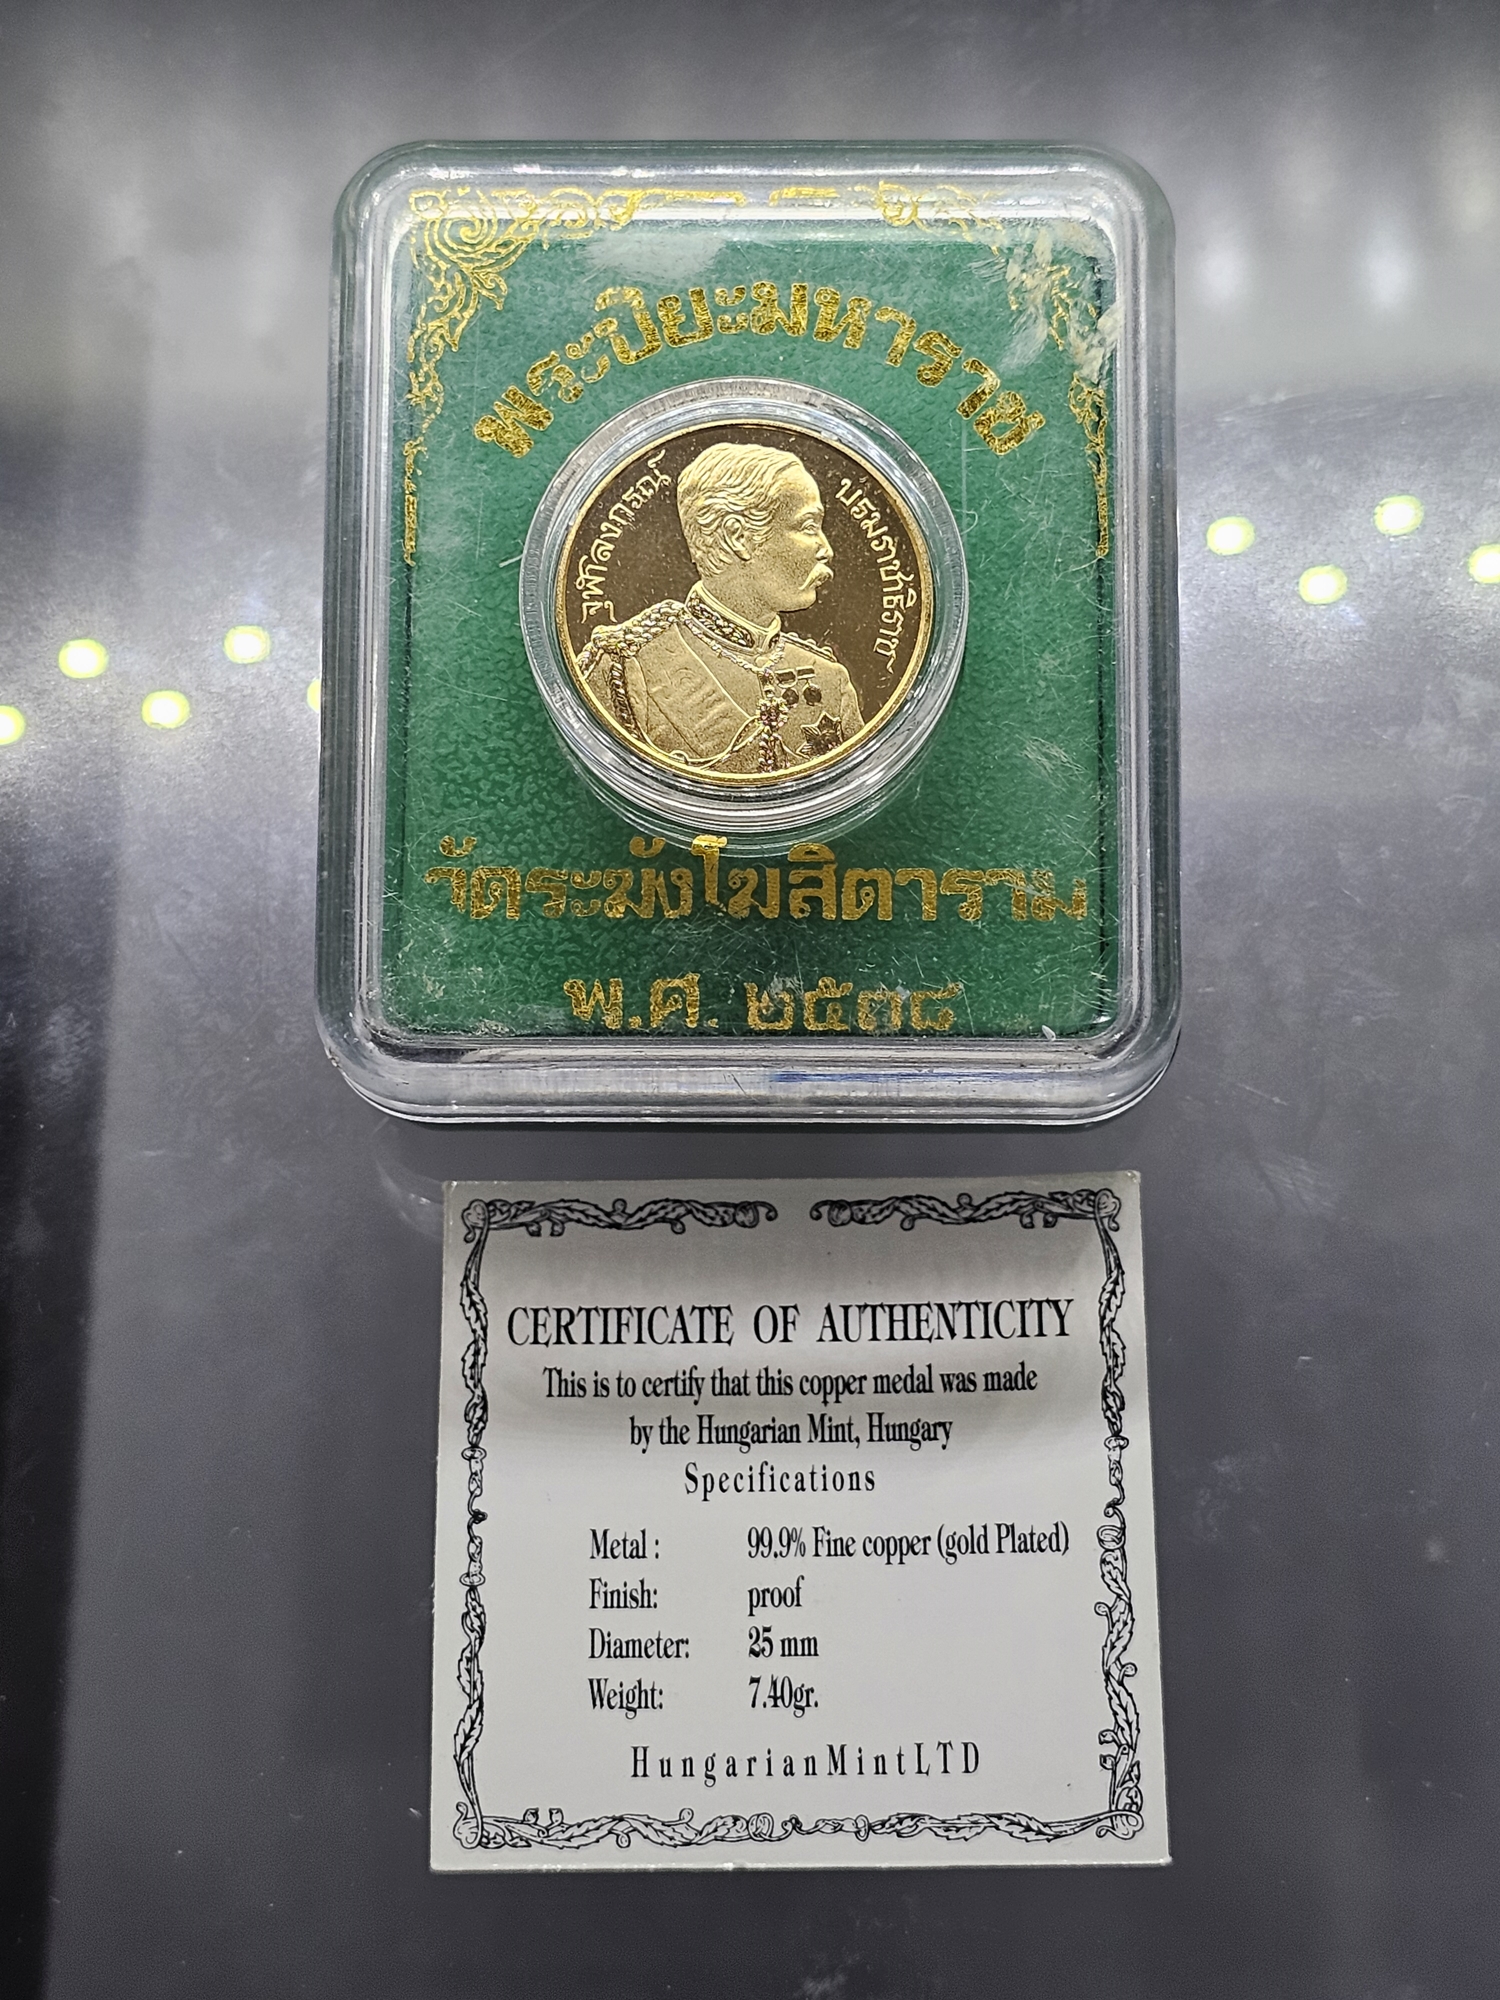 พระปิยะมหาราช
จุฬาลงกรณ์ บรมราชาธิราช
วัดระฆังโฆสิตาราม
พ.ศ. ๒๕๓๘
CERTIFICATE OF AUTHENTICITY
This is to certify that this copper medal was made
by the Hungarian Mint, Hungary
Specifications
Metal : 99.9% Fine copper (gold Plated)
Finish: proof
Diameter: 25 mm
Weight: 7.40gr.
HungarianMintLTD